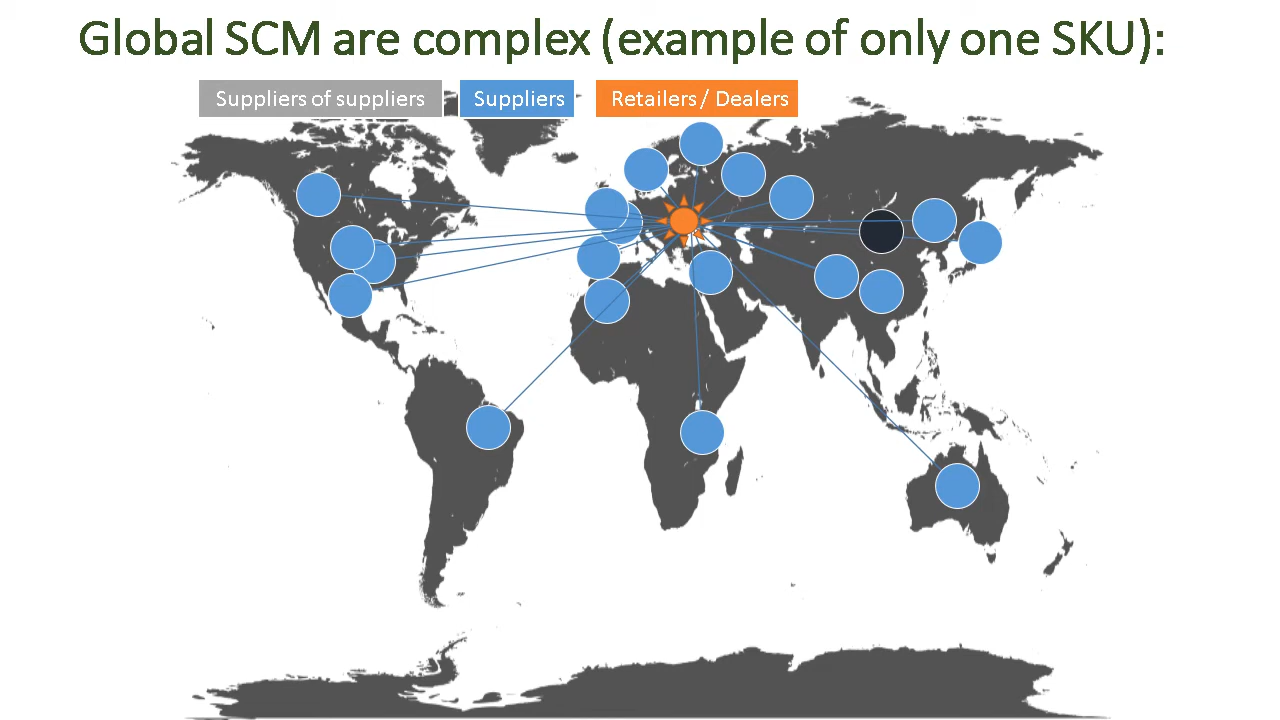 Global SCM are complex (example of only one SKU):
Suppliers of suppliers
Suppliers
Retailers / Dealers